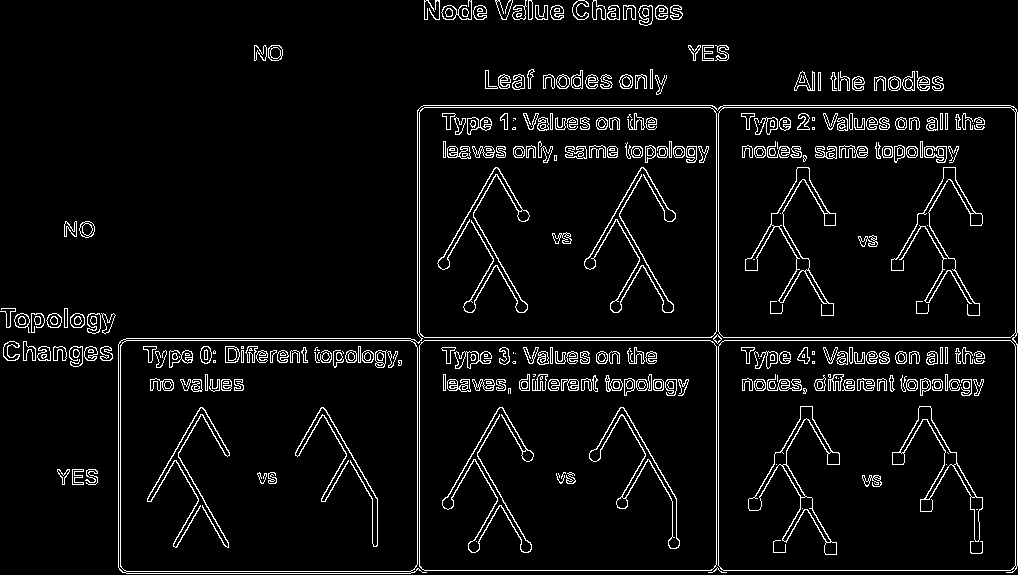 Node Value Changes
NO
YES
Leaf nodes only
All the nodes
Type 1: Values on the
leaves only, same topology
vs
Type 2: Values on all the
nodes, same topology
vs
NO
Topology
Changes
Type 0: Different topology,
no values
vs
Type 3: Values on the
leaves, different topology
vs
Type 4: Values on all the
nodes, different topology
vs
YES